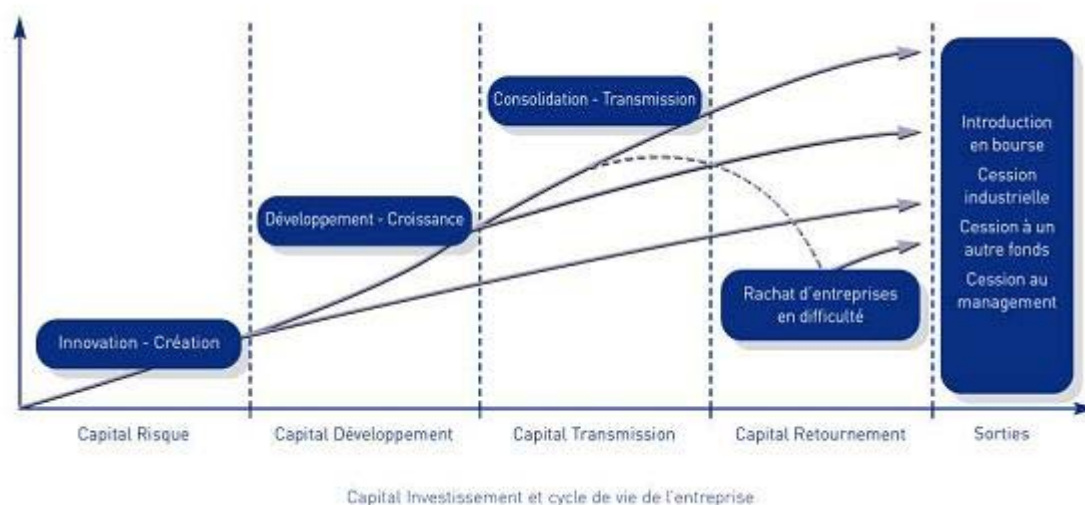 Consolidation - Transmission
Développement - Croissance
Innovation - Création
Rachat d'entreprises
en difficulté
Introduction
en bourse
Cession
industrielle
Cession à un
autre fonds
Cession au
management
Capital Risque
Capital Développement
Capital Transmission
Capital Retournement
Sorties
Capital Investissement et cycle de vie de l'entreprise